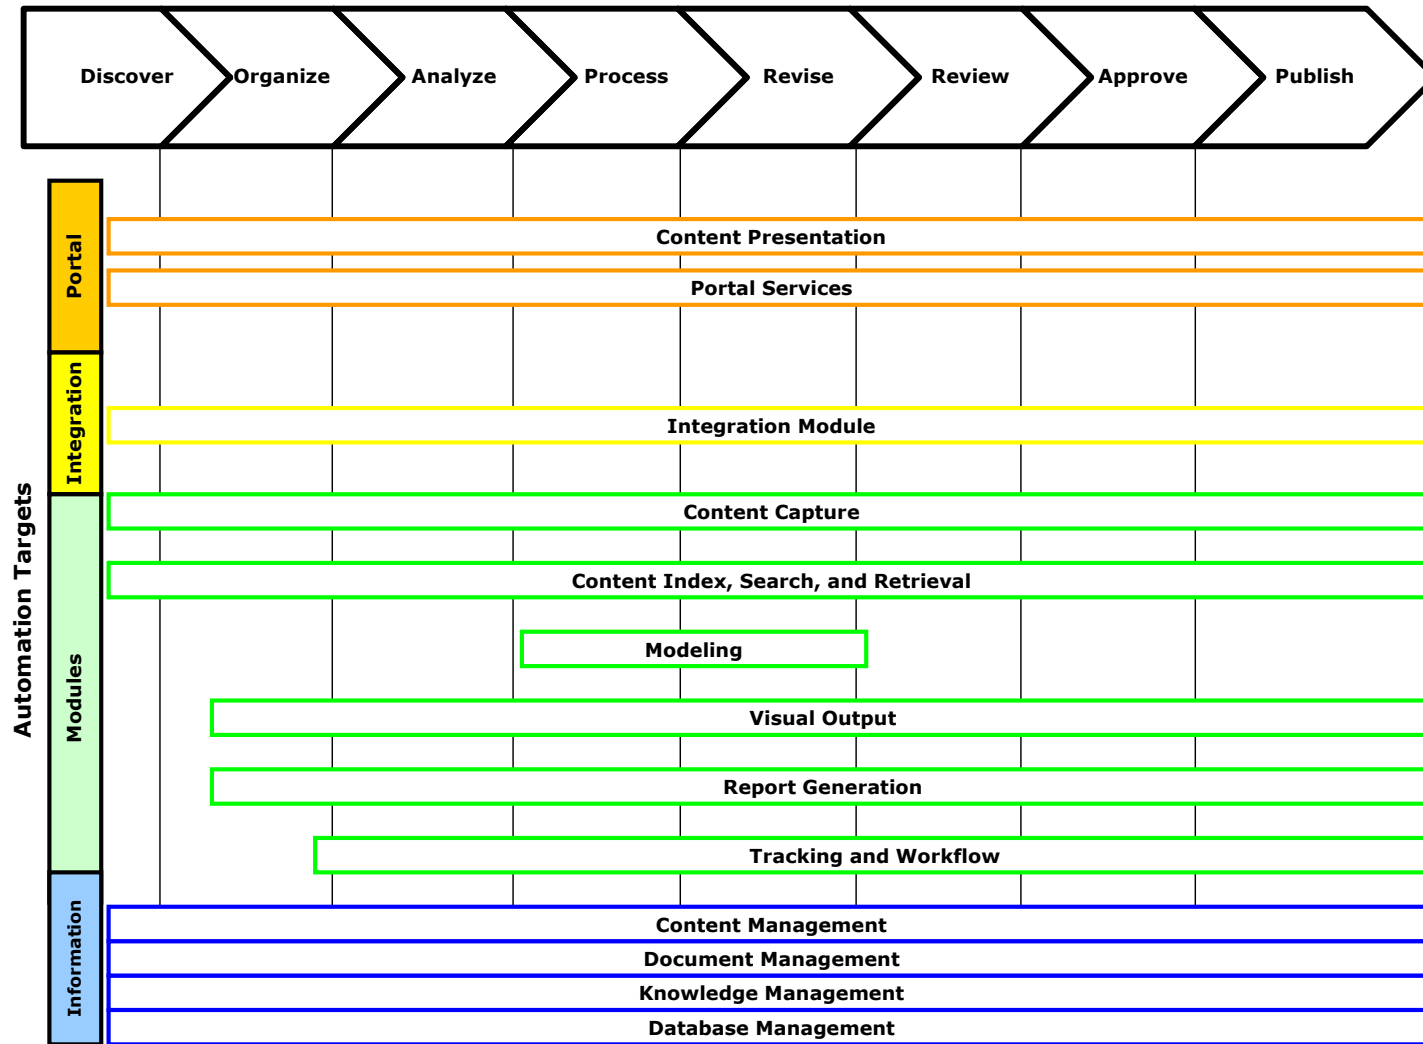 Discover
Organize
Analyze
Process
Revise
Review
Approve
Publish
Automation Targets
Portal
Content Presentation
Portal Services
Integration
Integration Module
Modules
Content Capture
Content Index, Search, and Retrieval
Modeling
Visual Output
Report Generation
Tracking and Workflow
Information
Content Management
Document Management
Knowledge Management
Database Management